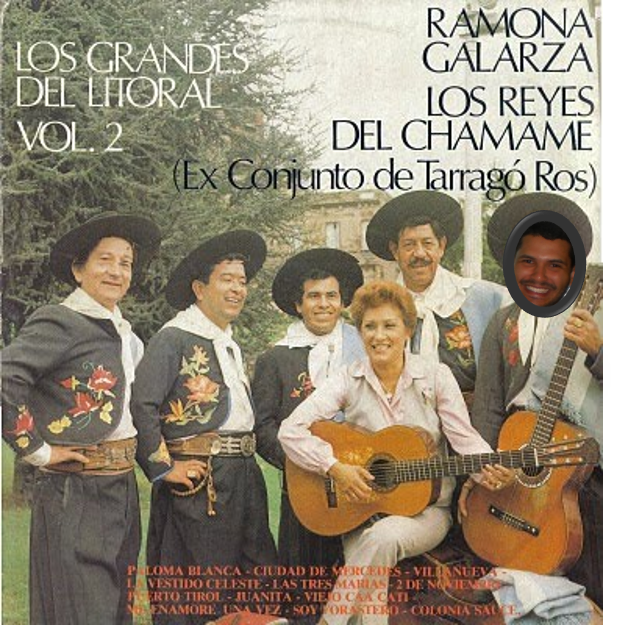 LOS GRANDES
DEL LITORAL
VOL. 2
RAMONA
GALARZA
LOS REYES
DEL CHAMAME
(Ex Conjunto de Tarragó Ros)
PALOMA BLANCA - CIUDAD DE MERCEDES - VILLANUEVA -
LA VESTIDO CELESTE - LAS TRES MARIAS - 2 DE NOVIEMBRE
PUERTO TIROL - JUANITA - VIEJO CAA CATI -
ME ENAMORE UNA VEZ - SOY FORASTERO - COLONIA SAUCE